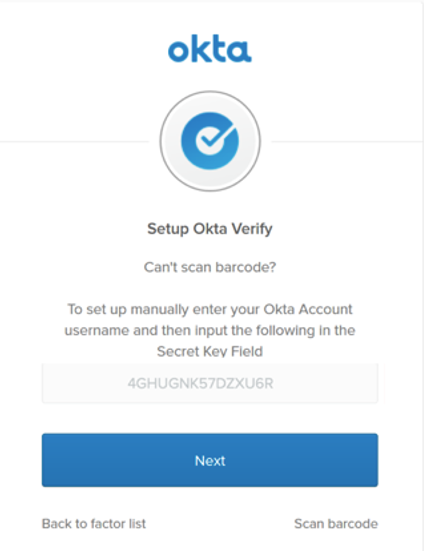 okta
Setup Okta Verify
Can't scan barcode?
To set up manually enter your Okta Account
username and then input the following in the
Secret Key Field
4GHUGNK57DZXU6R
Next
Back to factor list
Scan barcode